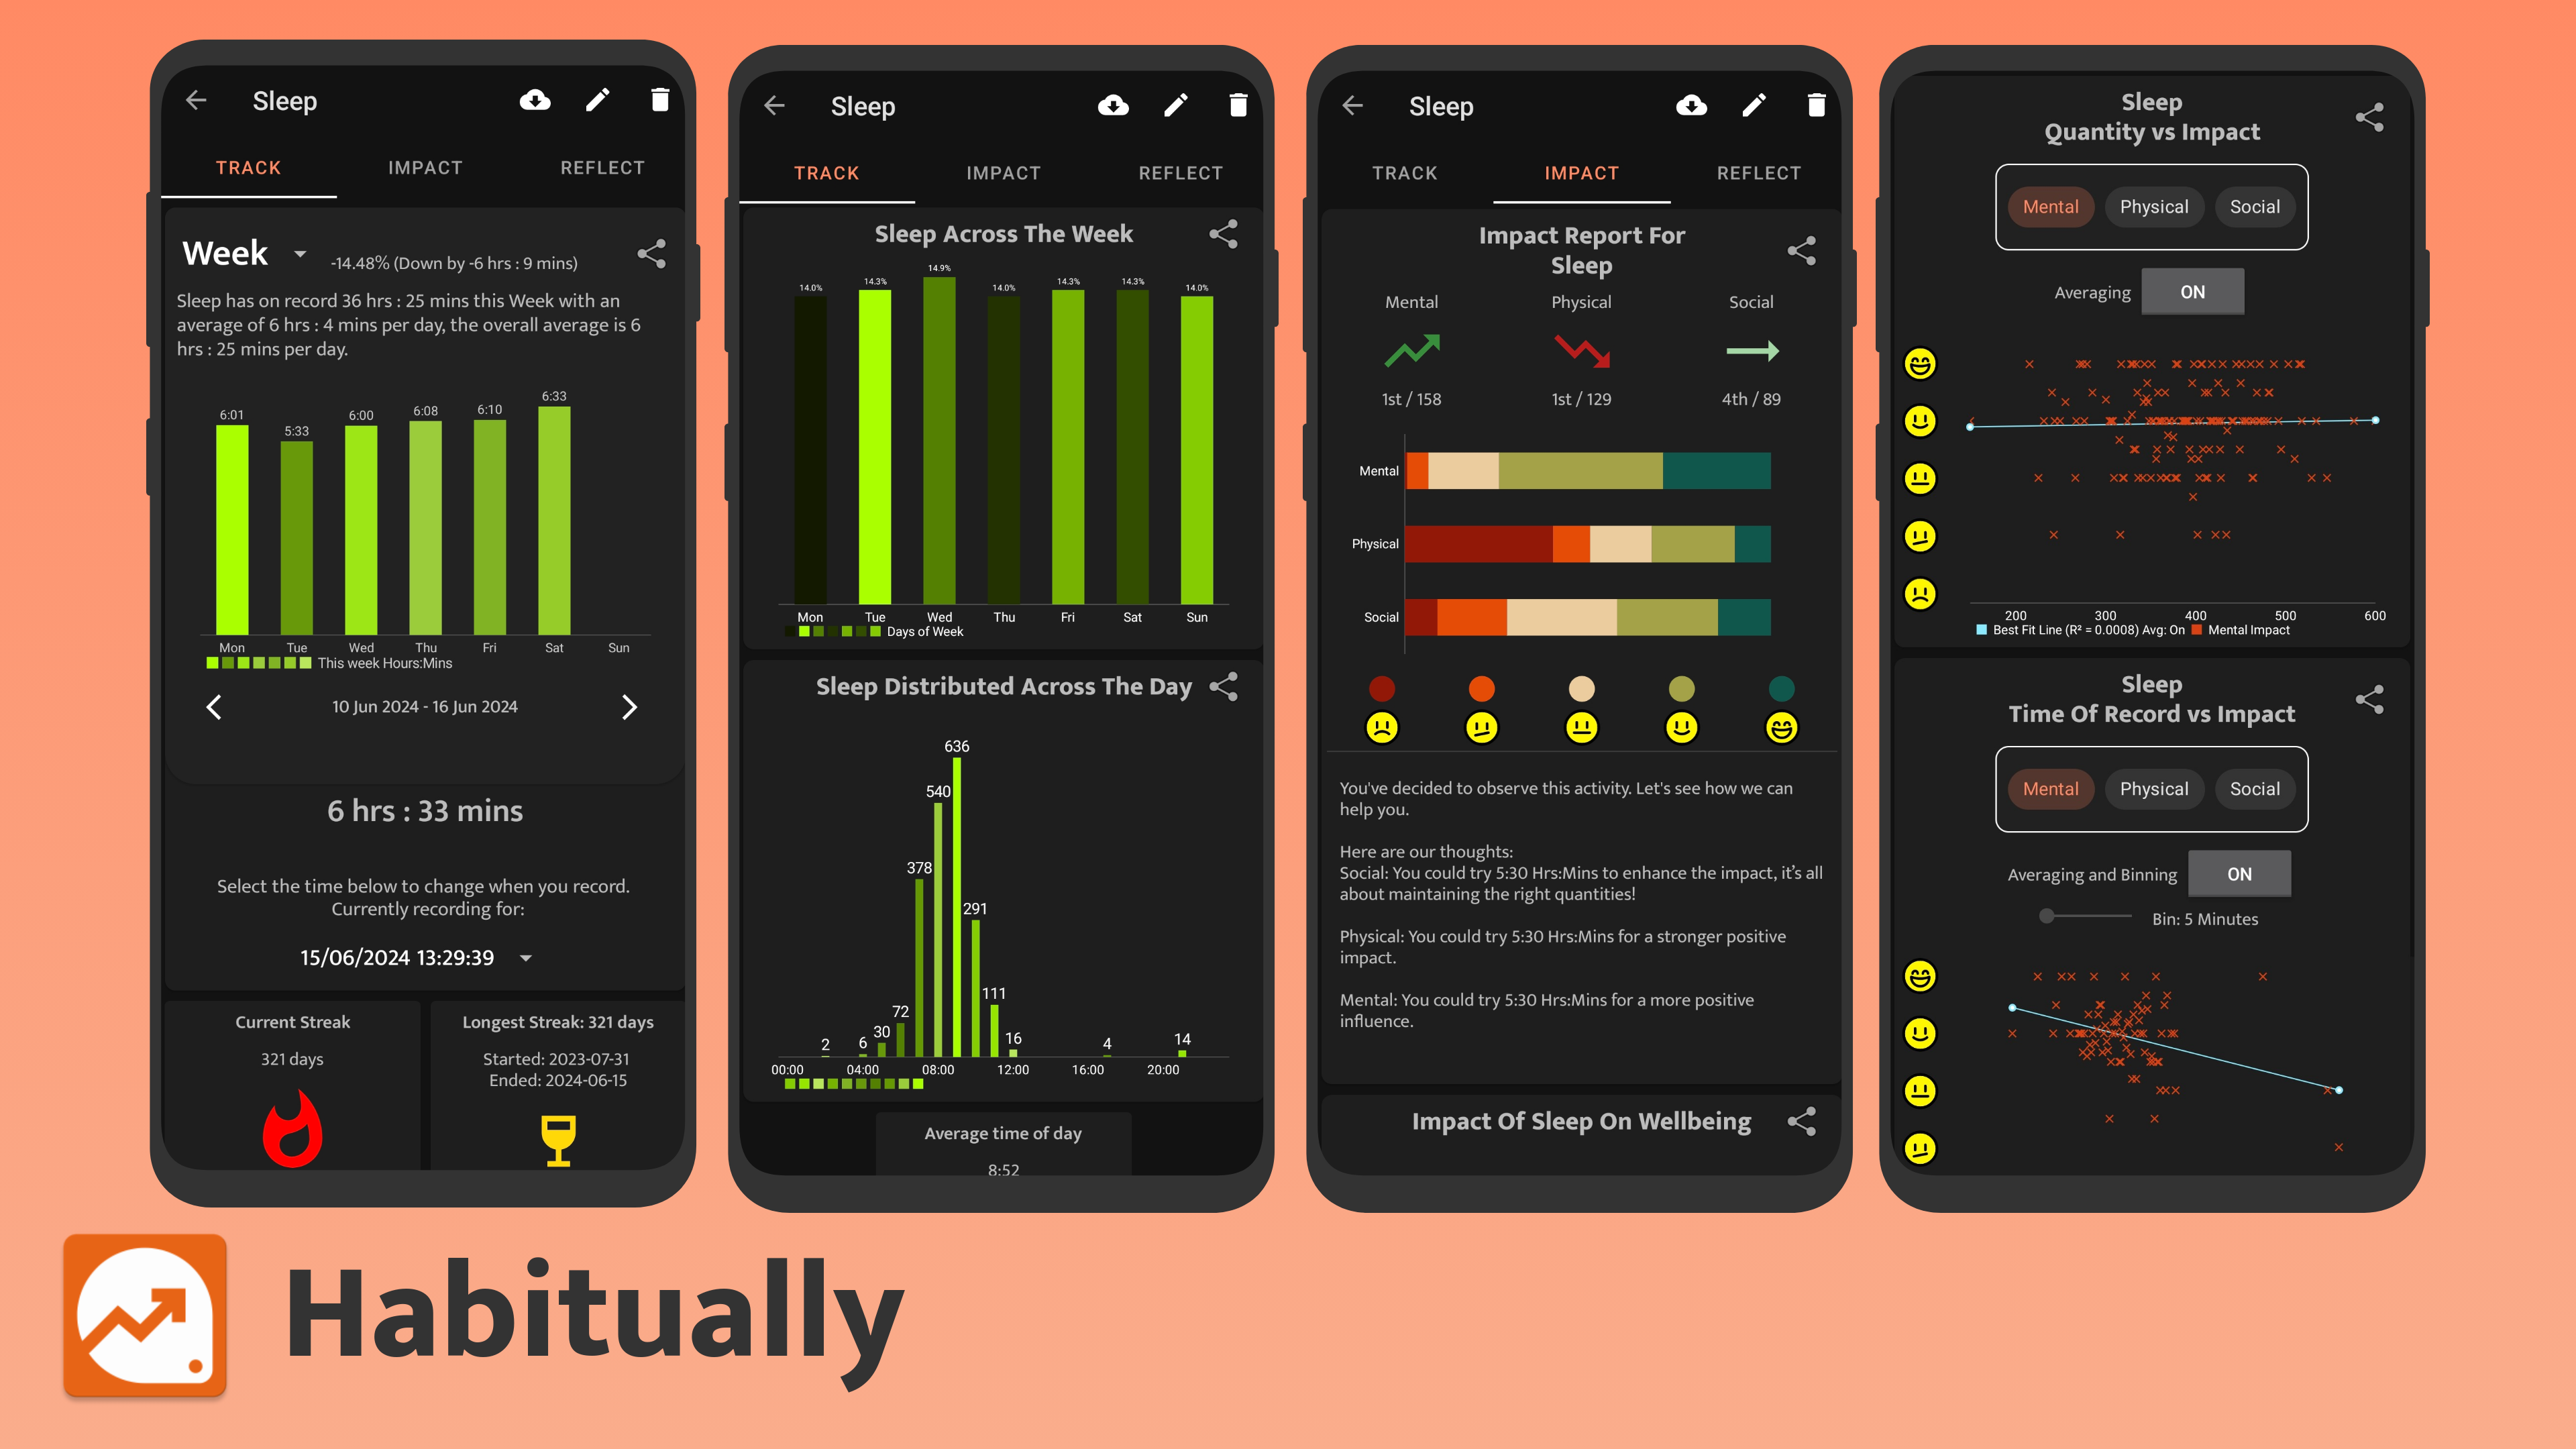 Sleep
TRACK IMPACT REFLECT
Week -14.48% (Down by -6 hrs : 9 mins)
Sleep has on record 36 hrs : 25 mins this Week with an
average of 6 hrs : 4 mins per day, the overall average is 6
hrs : 25 mins per day.
6:01 5:33 6:00 6:08 6:10 6:33
Mon Tue Wed Thu Fri Sat Sun
This week Hours:Mins
10 Jun 2024 - 16 Jun 2024
6 hrs : 33 mins
Select the time below to change when you record.
Currently recording for:
15/06/2024 13:29:39
Current Streak
321 days
Longest Streak: 321 days
Started: 2023-07-31
Ended: 2024-06-15
Sleep
TRACK IMPACT REFLECT
Sleep Across The Week
14.0% 14.3% 14.9% 14.0% 14.3% 14.3% 14.0%
Mon Tue Wed Thu Fri Sat Sun
Days of Week
Sleep Distributed Across The Day
2 6 30 72 378 540 636 291 111 16 4 14
00:00 04:00 08:00 12:00 16:00 20:00
Average time of day
8:52
Sleep
TRACK IMPACT REFLECT
Impact Report For
Sleep
Mental Physical Social
1st / 158 1st / 129 4th / 89
Mental
Physical
Social
You've decided to observe this activity. Let's see how we can
help you.
Here are our thoughts:
Social: You could try 5:30 Hrs:Mins to enhance the impact, it's all
about maintaining the right quantities!
Physical: You could try 5:30 Hrs:Mins for a stronger positive
impact.
Mental: You could try 5:30 Hrs:Mins for a more positive
influence.
Impact Of Sleep On Wellbeing
Sleep
Quantity vs Impact
Mental Physical Social
Averaging ON
200 300 400 500 600
Best Fit Line (R² = 0.0008) Avg: On Mental Impact
Sleep
Time Of Record vs Impact
Mental Physical Social
Averaging and Binning ON
Bin: 5 Minutes
Habitually